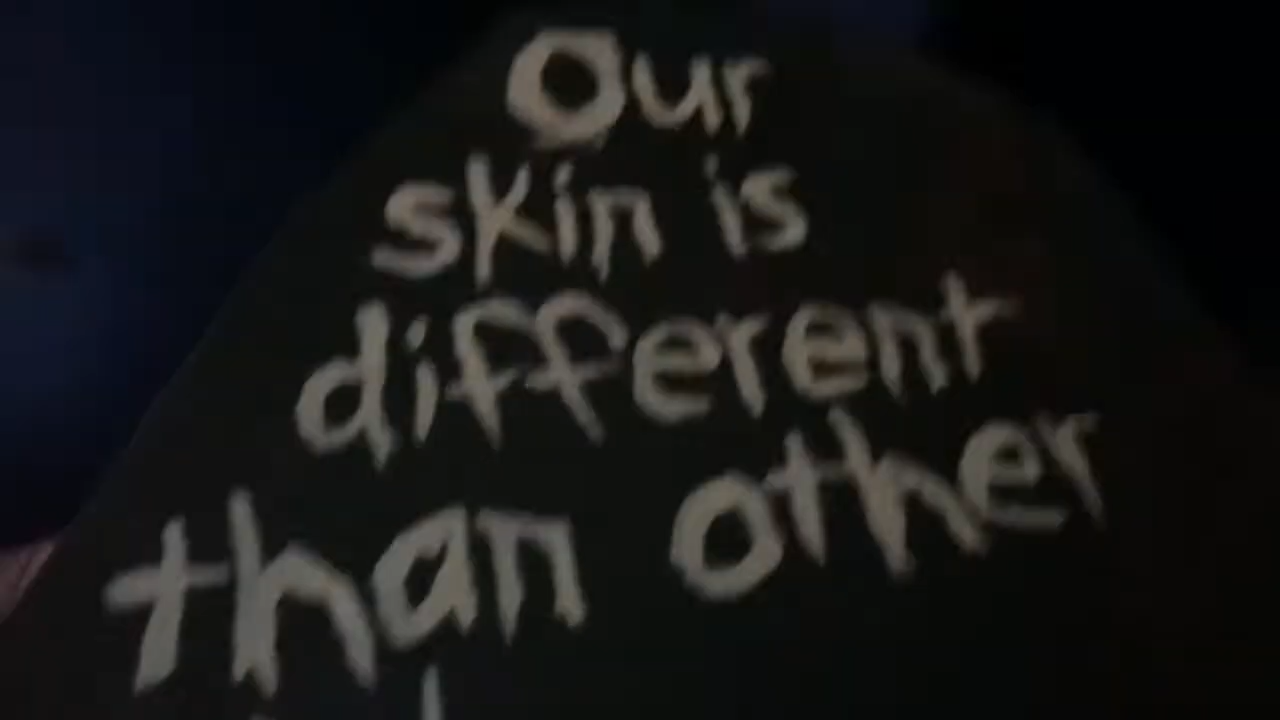 Our
skin is
different
than other